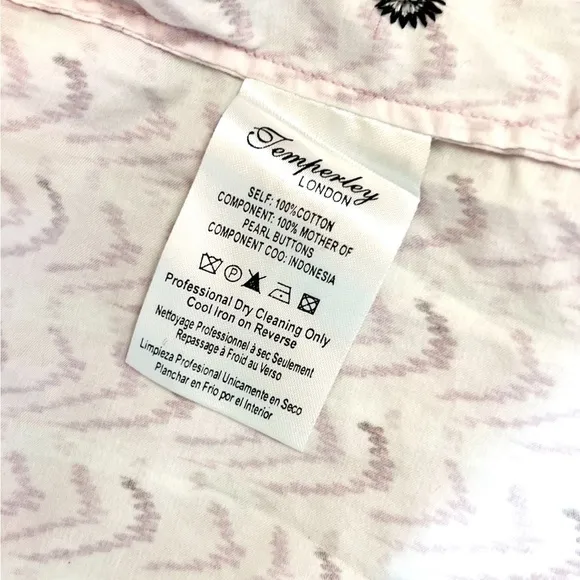 Temperley
LONDON
SELF: 100% COTTON
COMPONENT: 100% MOTHER OF
PEARL BUTTONS
COMPONENT COO: INDONESIA
P
Professional Dry Cleaning Only
Cool Iron on Reverse
Nettoyage Professionnel à sec Seulement
Repassage à Froid au Verso
Limpieza Profesional Unicamente en Seco
Planchar en Frío por el Interior